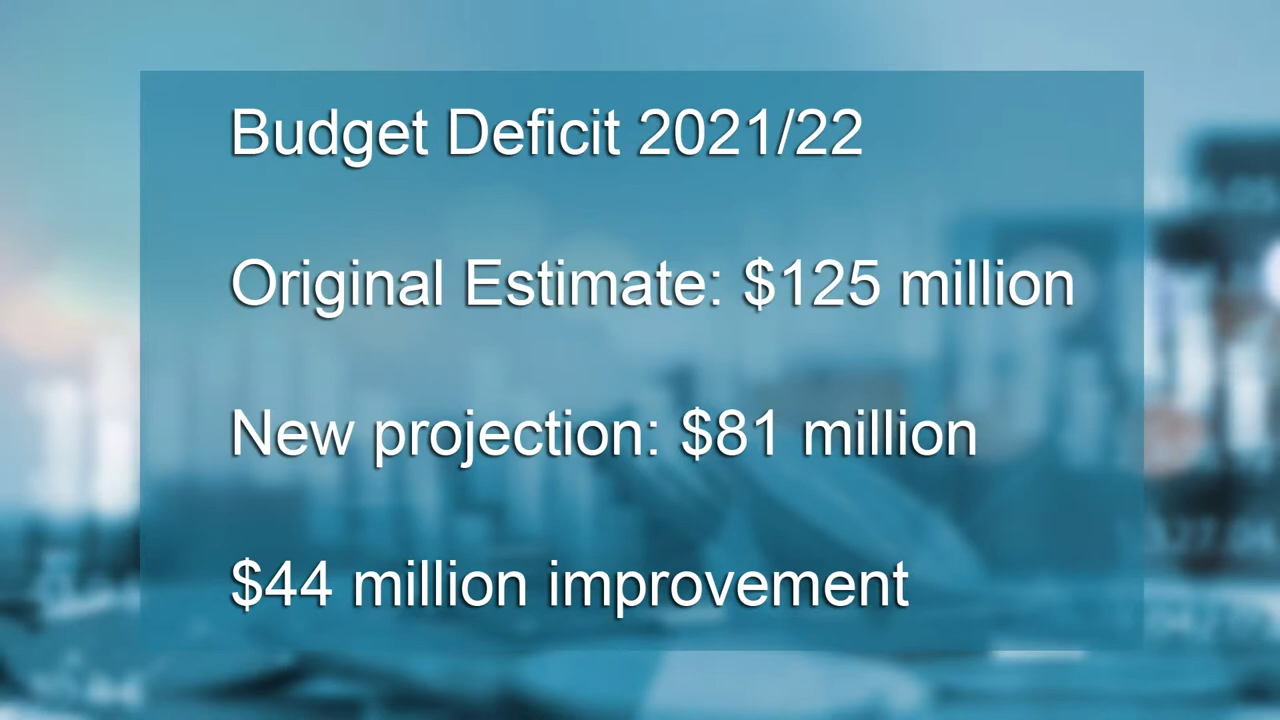 Budget Deficit 2021/22
Original Estimate: $125 million
New projection: $81 million
$44 million improvement